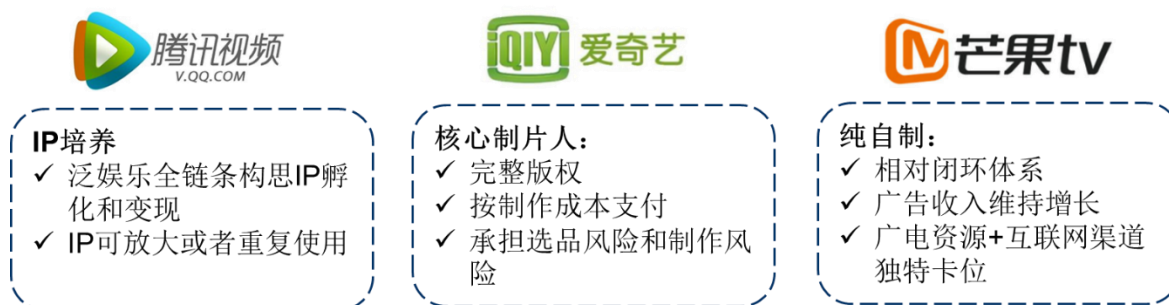 腾讯视频
V.QQ.COM
iQIYI 爱奇艺
芒果tv
IP培养
✓ 泛娱乐全链条构思IP孵
化和变现
✓ IP可放大或者重复使用
核心制片人：
✓ 完整版权
✓ 按制作成本支付
✓ 承担选品风险和制作风
险
纯自制：
✓ 相对闭环体系
✓ 广告收入维持增长
✓ 广电资源+互联网渠道
独特卡位